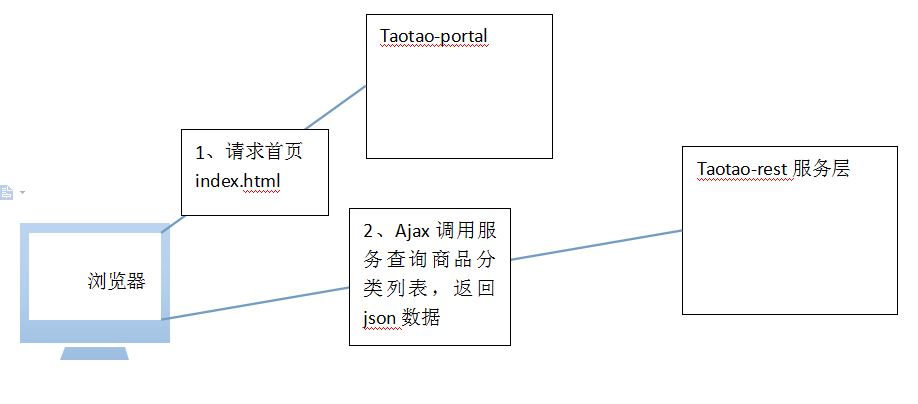 Taotao-portal
1、请求首页
index.html
Taotao-rest 服务层
2、Ajax 调用服
务查询商品分
类列表，返回
json 数据
浏览器